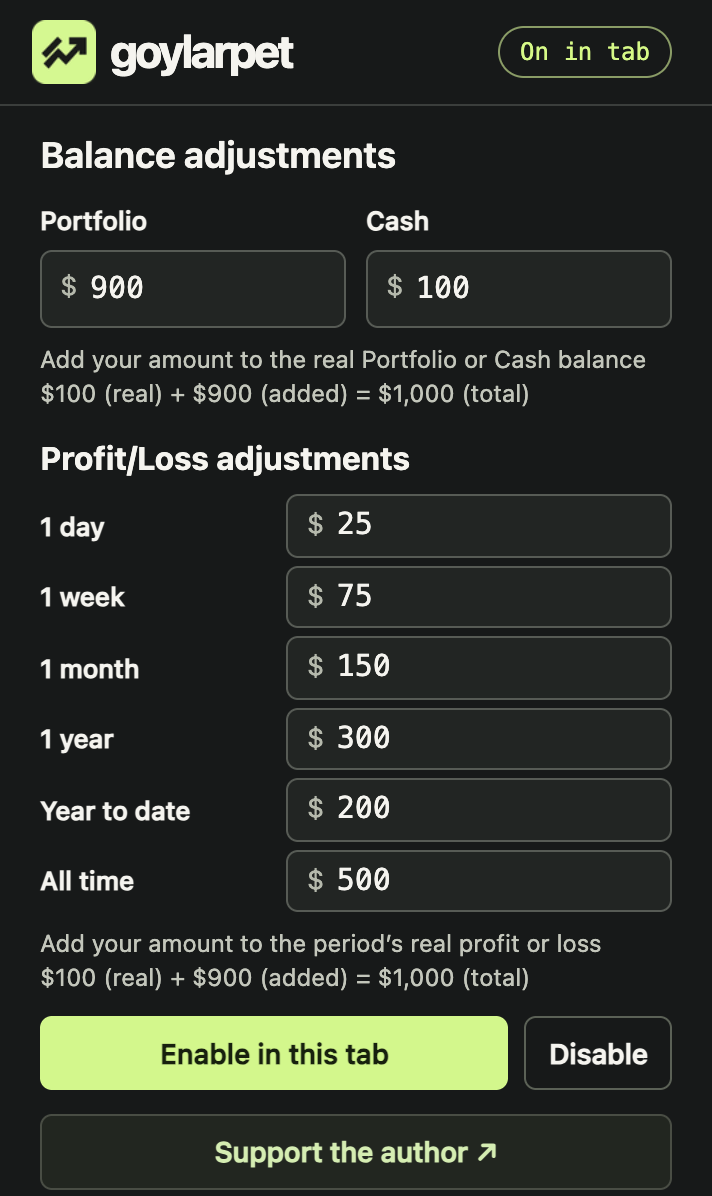 goylarpet
On in tab
Balance adjustments
Portfolio
Cash
$ 900
$ 100
Add your amount to the real Portfolio or Cash balance
$100 (real) + $900 (added) = $1,000 (total)
Profit/Loss adjustments
1 day
$ 25
1 week
$ 75
1 month
$ 150
1 year
$ 300
Year to date
$ 200
All time
$ 500
Add your amount to the period’s real profit or loss
$100 (real) + $900 (added) = $1,000 (total)
Enable in this tab
Disable
Support the author ↗